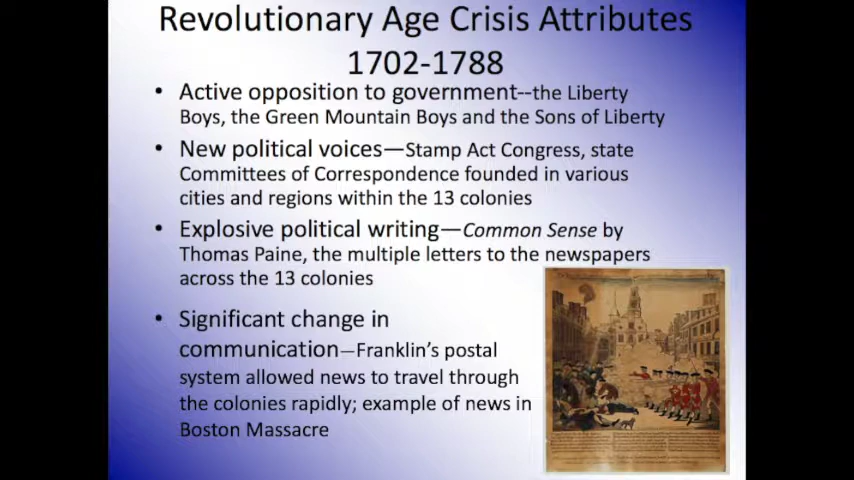 Revolutionary Age Crisis Attributes
1702-1788
• Active opposition to government--the Liberty
Boys, the Green Mountain Boys and the Sons of Liberty
• New political voices—Stamp Act Congress, state
Committees of Correspondence founded in various
cities and regions within the 13 colonies
• Explosive political writing—Common Sense by
Thomas Paine, the multiple letters to the newspapers
across the 13 colonies
• Significant change in
communication—Franklin's postal
system allowed news to travel through
the colonies rapidly; example of news in
Boston Massacre